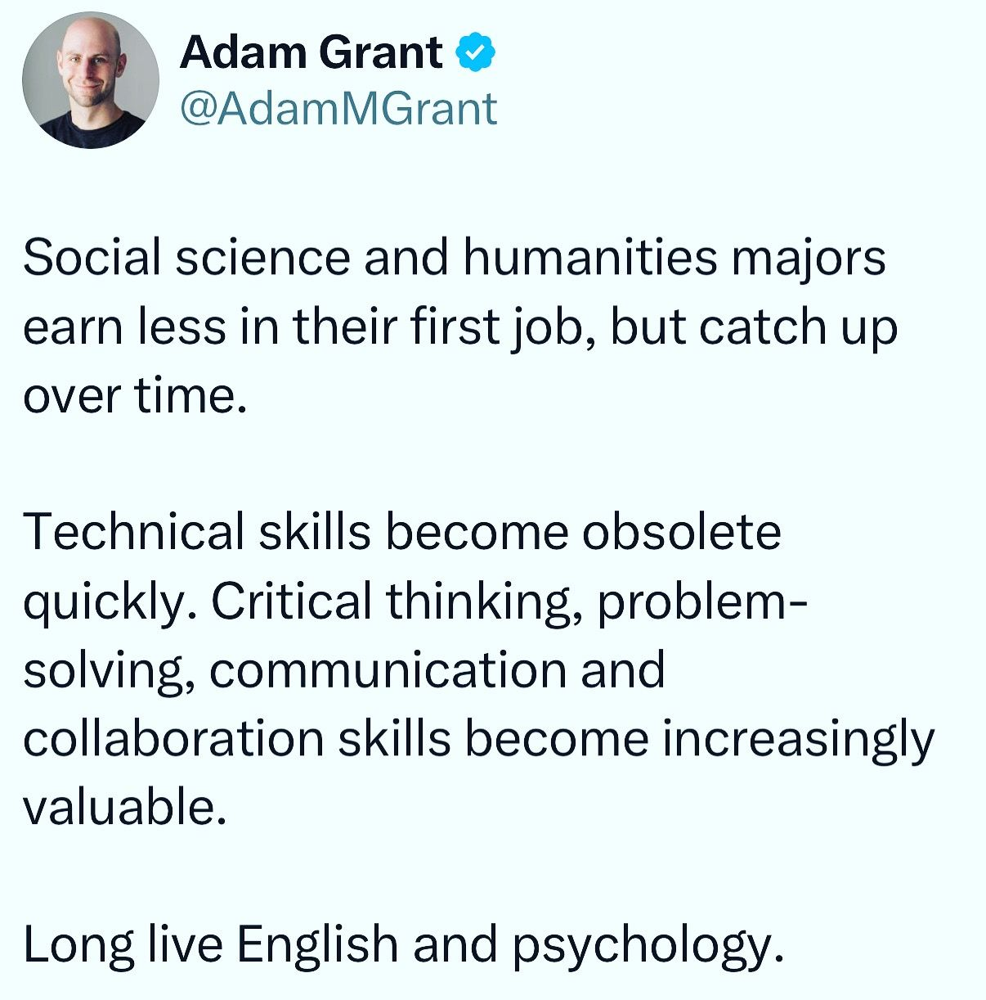 Adam Grant
@AdamMGrant
Social science and humanities majors
earn less in their first job, but catch up
over time.
Technical skills become obsolete
quickly. Critical thinking, problem-
solving, communication and
collaboration skills become increasingly
valuable.
Long live English and psychology.